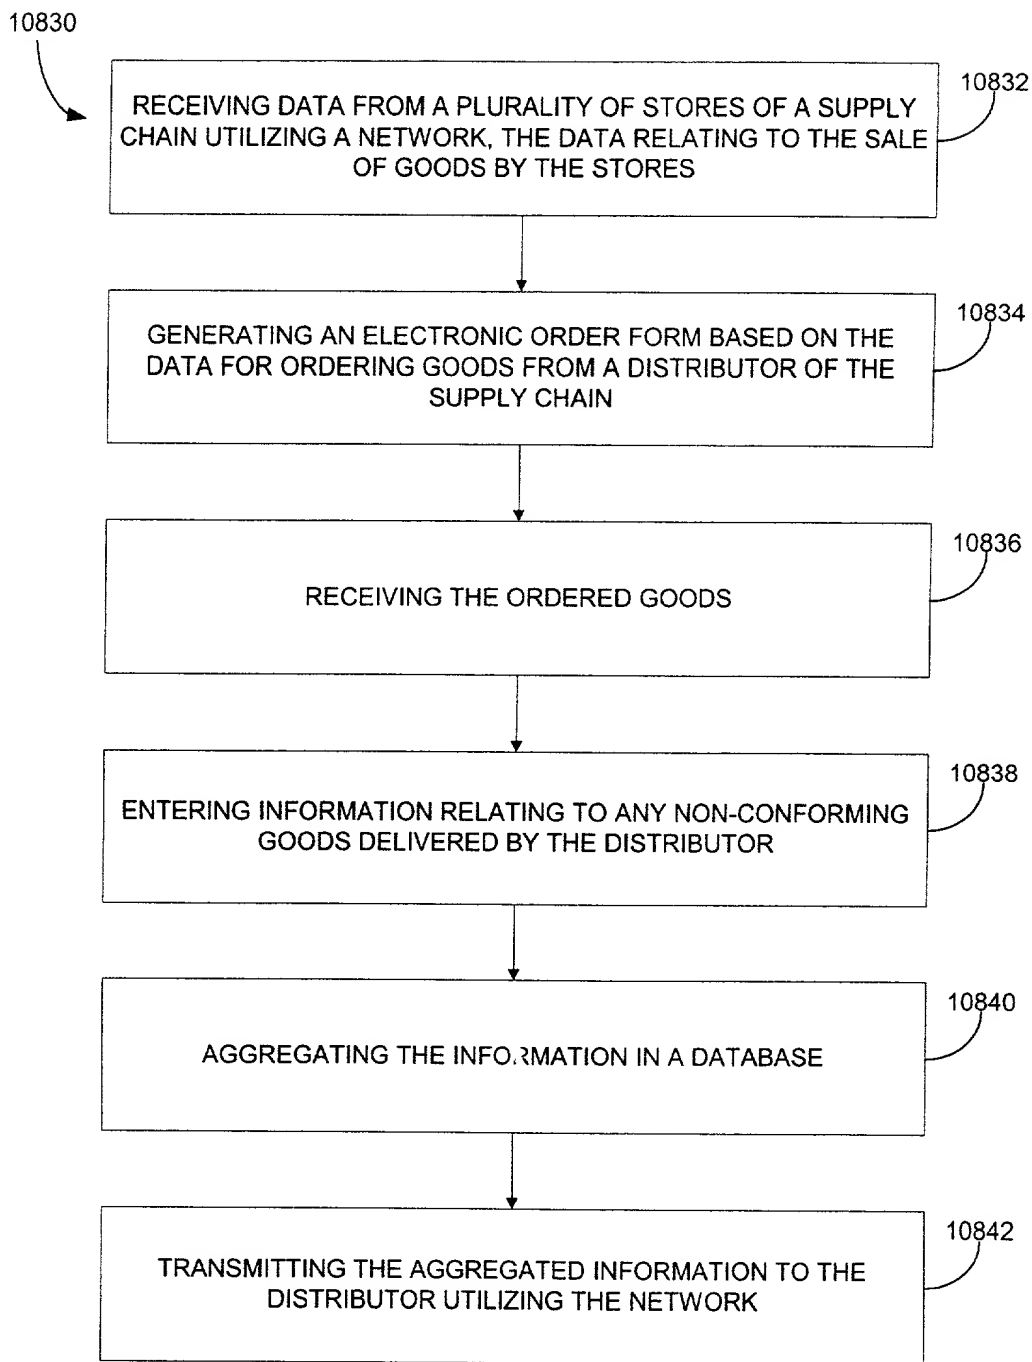 10830
10832
RECEIVING DATA FROM A PLURALITY OF STORES OF A SUPPLY
CHAIN UTILIZING A NETWORK, THE DATA RELATING TO THE SALE
OF GOODS BY THE STORES
10834
GENERATING AN ELECTRONIC ORDER FORM BASED ON THE
DATA FOR ORDERING GOODS FROM A DISTRIBUTOR OF THE
SUPPLY CHAIN
10836
RECEIVING THE ORDERED GOODS
10838
ENTERING INFORMATION RELATING TO ANY NON-CONFORMING
GOODS DELIVERED BY THE DISTRIBUTOR
10840
AGGREGATING THE INFORMATION IN A DATABASE
10842
TRANSMITTING THE AGGREGATED INFORMATION TO THE
DISTRIBUTOR UTILIZING THE NETWORK